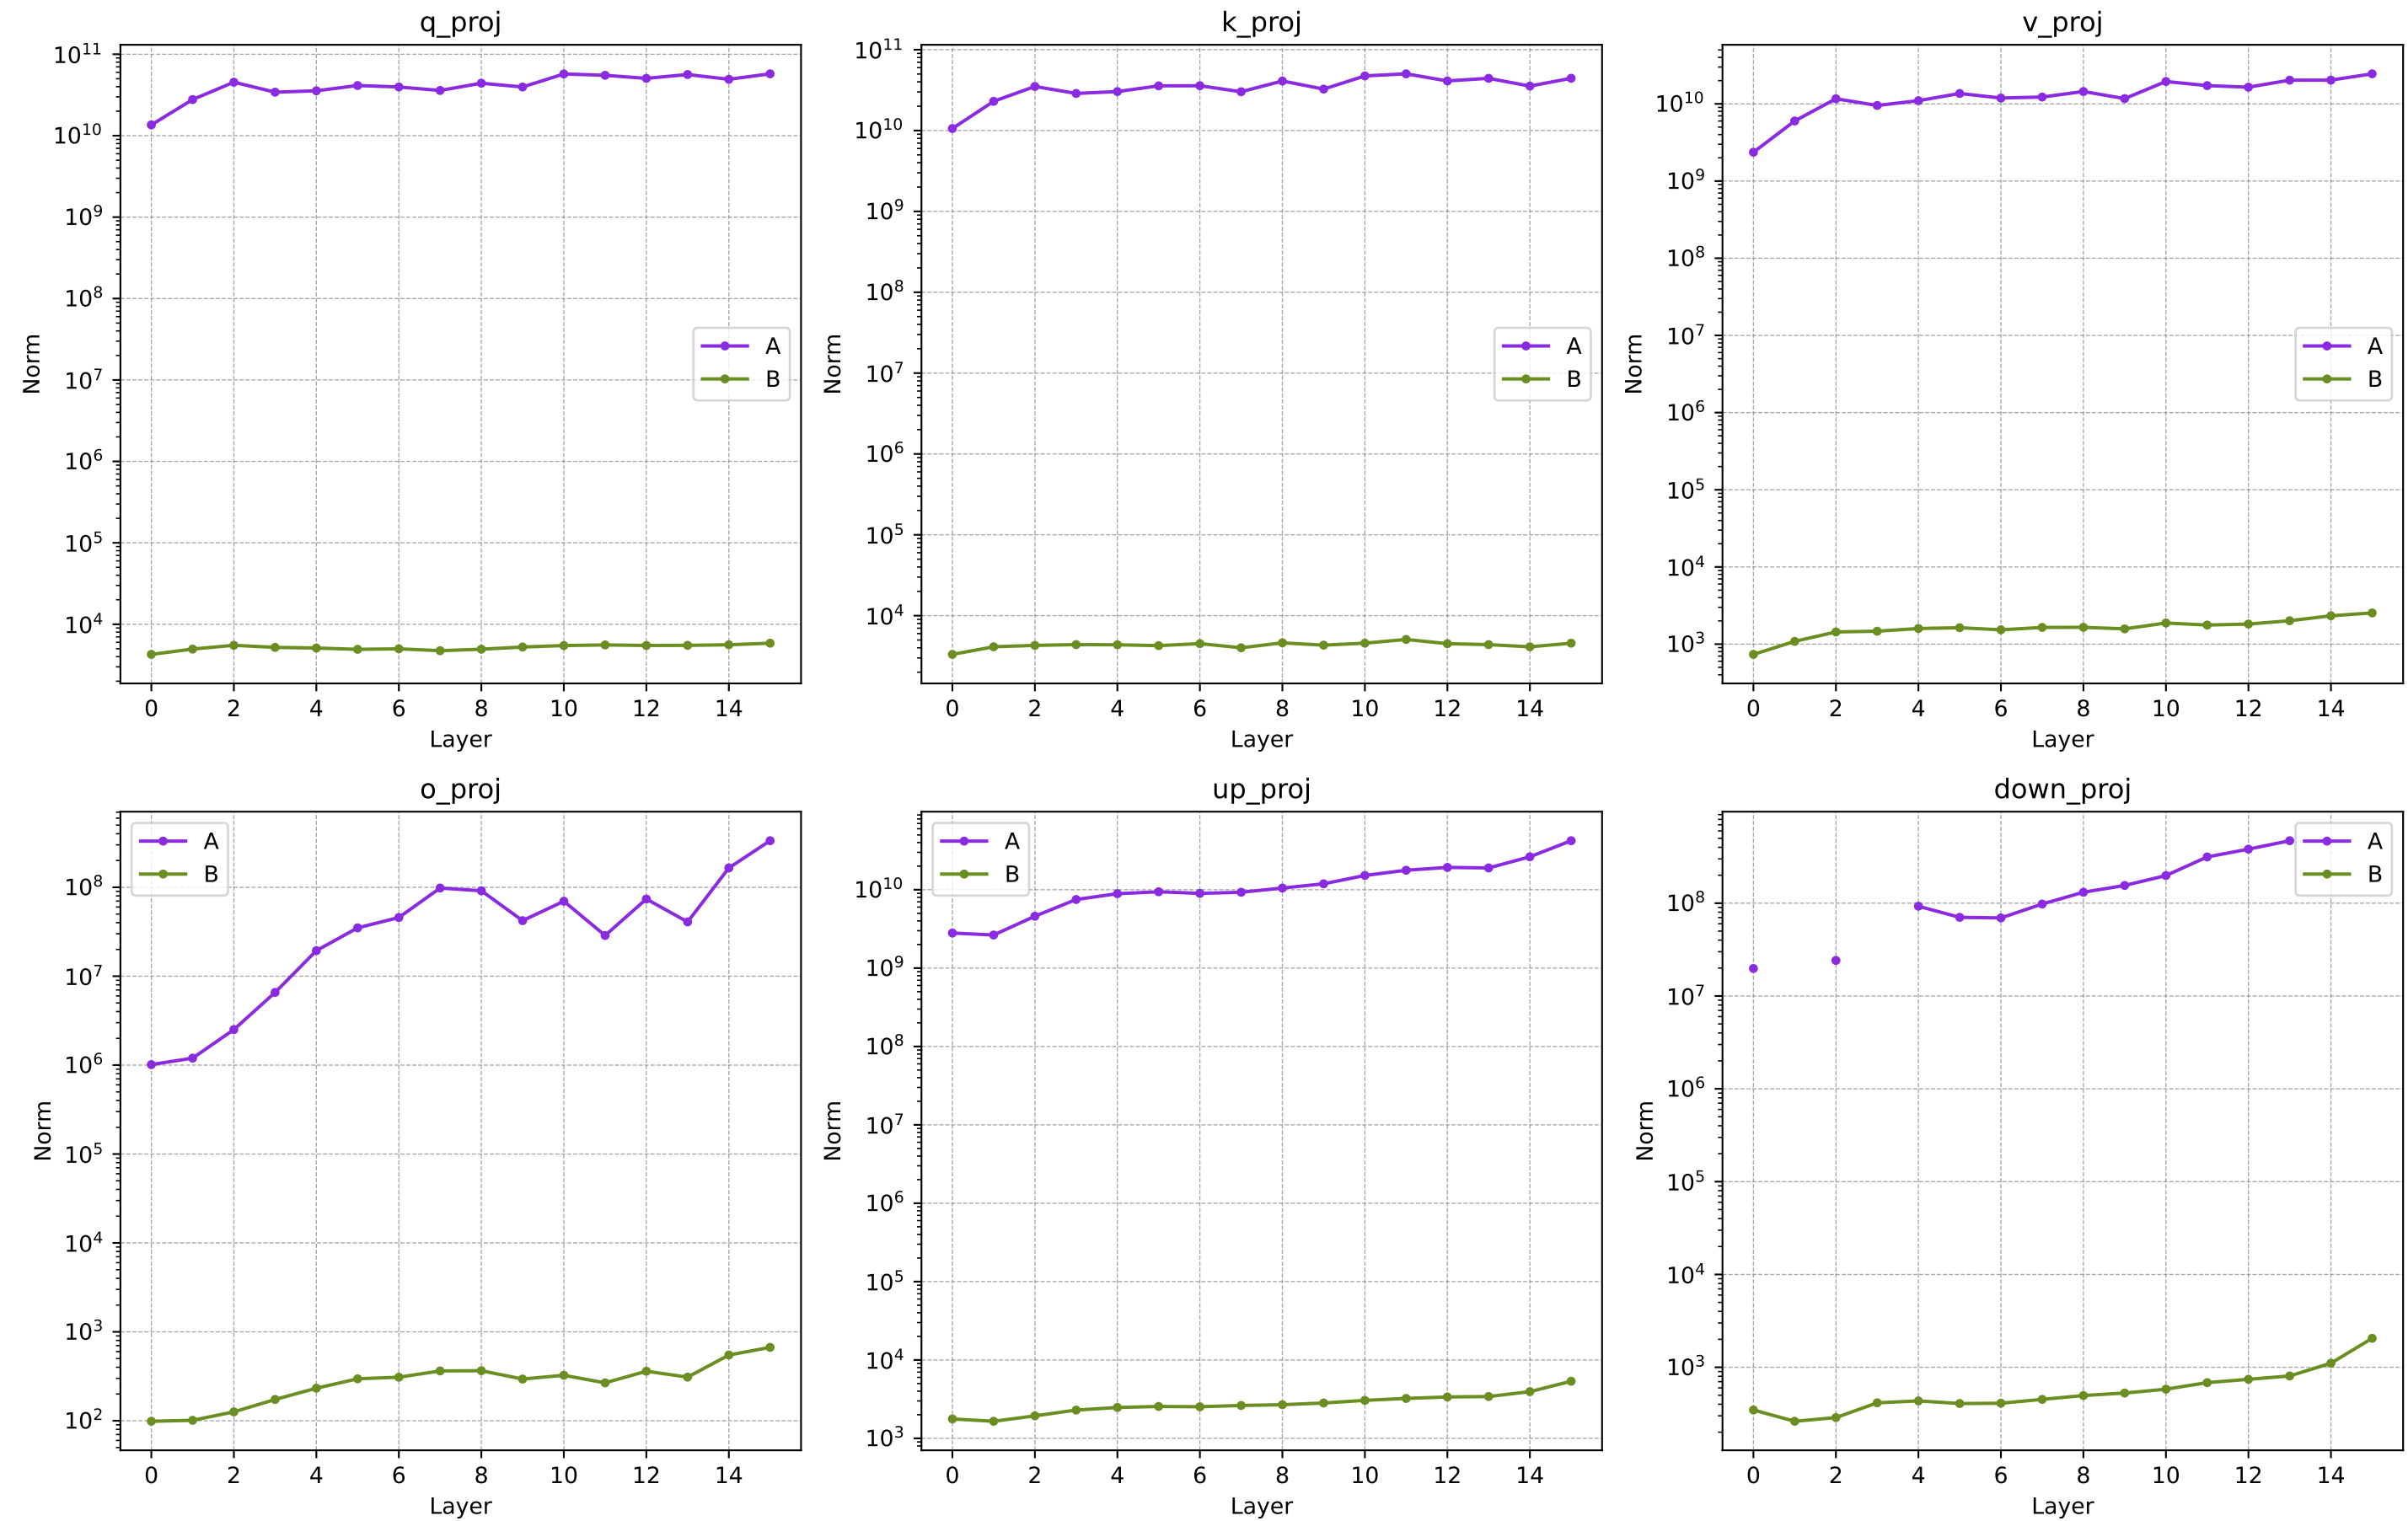 q_proj
10¹¹
10¹⁰
10⁹
10⁸
10⁷
10⁶
10⁵
10⁴
Norm
A
B
0 2 4 6 8 10 12 14
Layer
k_proj
10¹¹
10¹⁰
10⁹
10⁸
10⁷
10⁶
10⁵
10⁴
Norm
A
B
0 2 4 6 8 10 12 14
Layer
v_proj
10¹⁰
10⁹
10⁸
10⁷
10⁶
10⁵
10⁴
10³
Norm
A
B
0 2 4 6 8 10 12 14
Layer
o_proj
A
B
10⁸
10⁷
10⁶
10⁵
10⁴
10³
10²
Norm
0 2 4 6 8 10 12 14
Layer
up_proj
A
B
10¹⁰
10⁹
10⁸
10⁷
10⁶
10⁵
10⁴
10³
Norm
0 2 4 6 8 10 12 14
Layer
down_proj
A
B
10⁸
10⁷
10⁶
10⁵
10⁴
10³
Norm
0 2 4 6 8 10 12 14
Layer